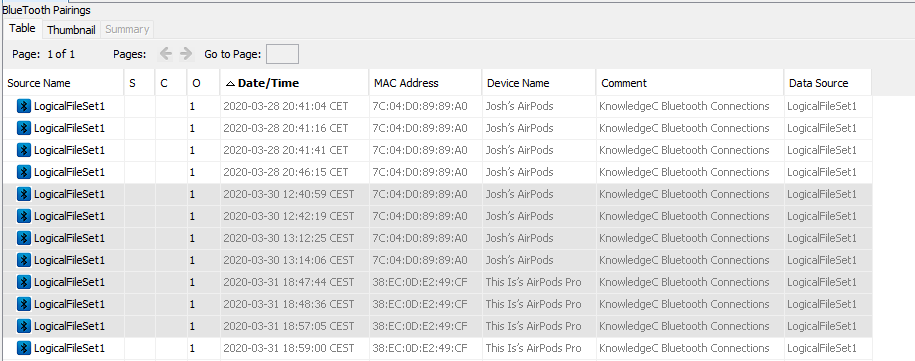 BlueTooth Pairings
Table Thumbnail Summary
Page: 1 of 1 Pages: Go to Page:
Source Name S C O Date/Time MAC Address Device Name Comment Data Source
LogicalFileSet1 1 2020-03-28 20:41:04 CET 7C:04:D0:89:89:A0 Josh's AirPods KnowledgeC Bluetooth Connections LogicalFileSet1
LogicalFileSet1 1 2020-03-28 20:41:16 CET 7C:04:D0:89:89:A0 Josh's AirPods KnowledgeC Bluetooth Connections LogicalFileSet1
LogicalFileSet1 1 2020-03-28 20:41:41 CET 7C:04:D0:89:89:A0 Josh's AirPods KnowledgeC Bluetooth Connections LogicalFileSet1
LogicalFileSet1 1 2020-03-28 20:46:15 CET 7C:04:D0:89:89:A0 Josh's AirPods KnowledgeC Bluetooth Connections LogicalFileSet1
LogicalFileSet1 1 2020-03-30 12:40:59 CEST 7C:04:D0:89:89:A0 Josh's AirPods KnowledgeC Bluetooth Connections LogicalFileSet1
LogicalFileSet1 1 2020-03-30 12:42:19 CEST 7C:04:D0:89:89:A0 Josh's AirPods KnowledgeC Bluetooth Connections LogicalFileSet1
LogicalFileSet1 1 2020-03-30 13:12:25 CEST 7C:04:D0:89:89:A0 Josh's AirPods KnowledgeC Bluetooth Connections LogicalFileSet1
LogicalFileSet1 1 2020-03-30 13:14:06 CEST 7C:04:D0:89:89:A0 Josh's AirPods KnowledgeC Bluetooth Connections LogicalFileSet1
LogicalFileSet1 1 2020-03-31 18:47:44 CEST 38:EC:0D:E2:49:CF This Is's AirPods Pro KnowledgeC Bluetooth Connections LogicalFileSet1
LogicalFileSet1 1 2020-03-31 18:48:36 CEST 38:EC:0D:E2:49:CF This Is's AirPods Pro KnowledgeC Bluetooth Connections LogicalFileSet1
LogicalFileSet1 1 2020-03-31 18:57:05 CEST 38:EC:0D:E2:49:CF This Is's AirPods Pro KnowledgeC Bluetooth Connections LogicalFileSet1
LogicalFileSet1 1 2020-03-31 18:59:00 CEST 38:EC:0D:E2:49:CF This Is's AirPods Pro KnowledgeC Bluetooth Connections LogicalFileSet1